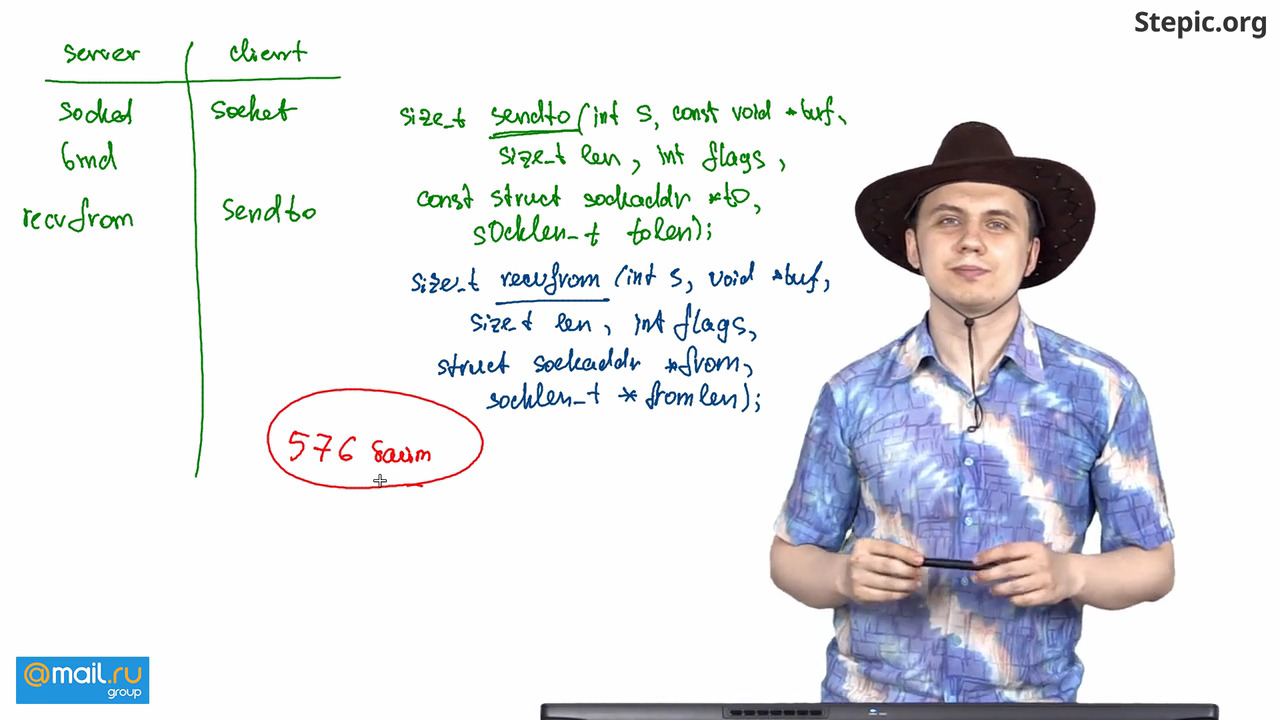 Stepic.org
server client
socket socket
bind
recvfrom sendto
size_t sendto (int s, const void *buf,
size_t len, int flags,
const struct sockaddr *to,
socklen_t tolen);
size_t recvfrom (int s, void *buf,
size_t len, int flags,
struct sockaddr *from,
socklen_t *fromlen);
576 байт
@mail.ru
group